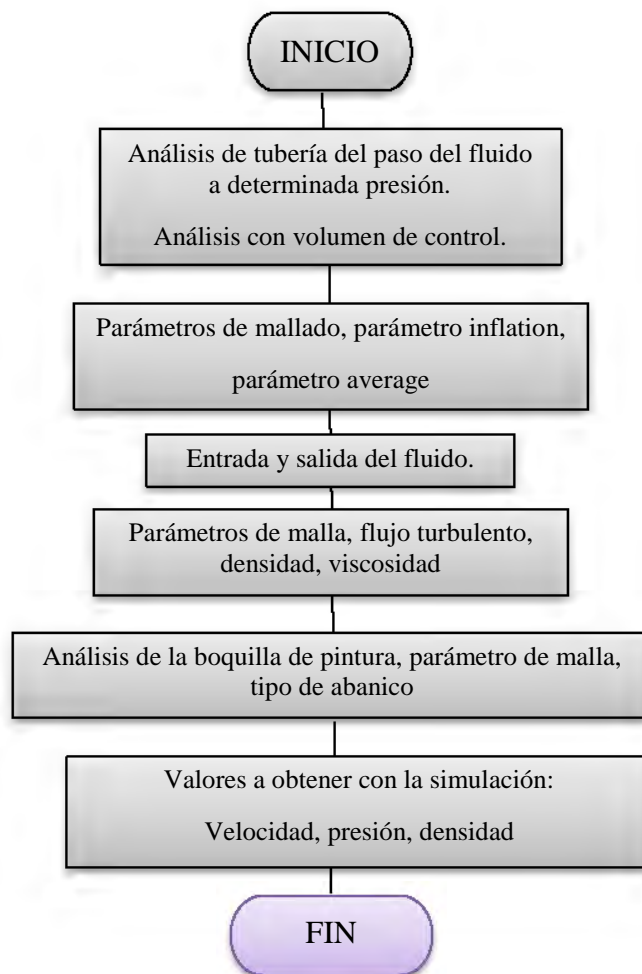 INICIO
Análisis de tubería del paso del fluido
a determinada presión.
Análisis con volumen de control.
Parámetros de mallado, parámetro inflation,
parámetro average
Entrada y salida del fluido.
Parámetros de malla, flujo turbulento,
densidad, viscosidad
Análisis de la boquilla de pintura, parámetro de malla,
tipo de abanico
Valores a obtener con la simulación:
Velocidad, presión, densidad
FIN